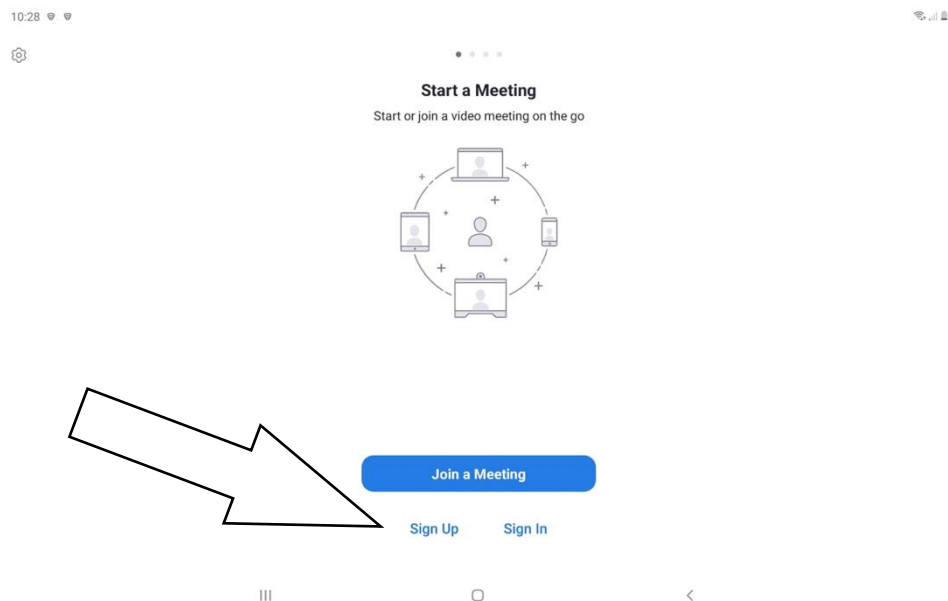 10:28
Start a Meeting
Start or join a video meeting on the go
Join a Meeting
Sign Up Sign In